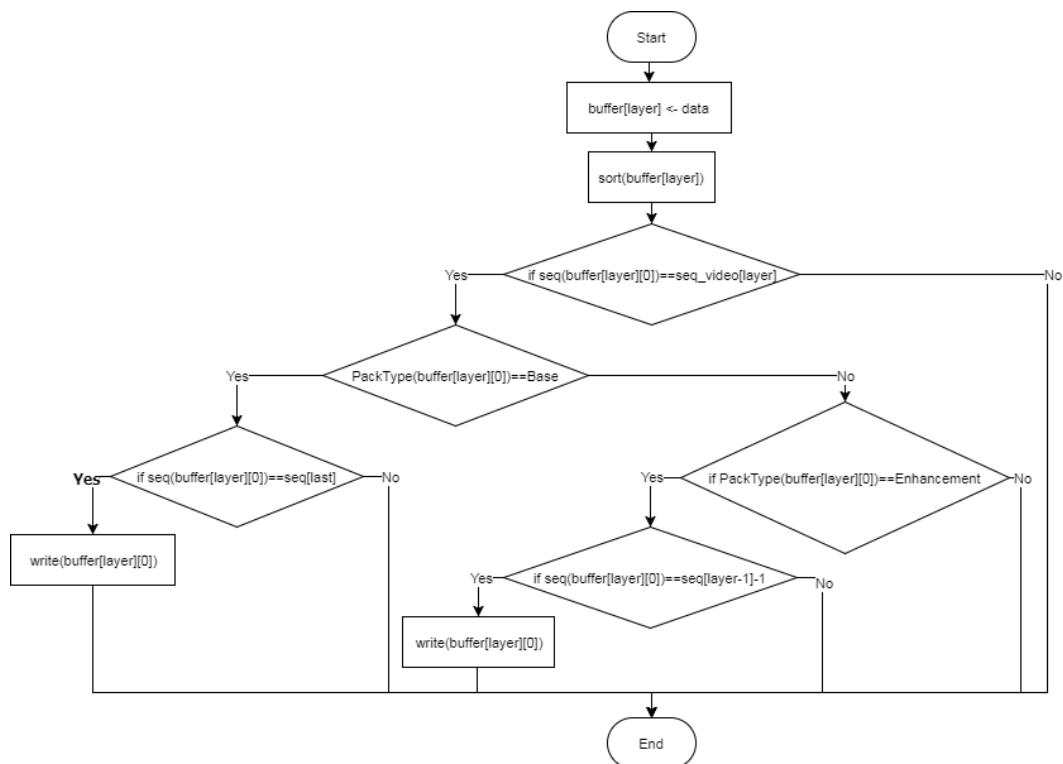 Start
buffer[layer] <- data
sort(buffer[layer])
if seq(buffer[layer][0])==seq_video[layer]
Yes
No
PackType(buffer[layer][0])==Base
Yes
No
if seq(buffer[layer][0])==seq[last]
Yes
No
if PackType(buffer[layer][0])==Enhancement
Yes
No
write(buffer[layer][0])
if seq(buffer[layer][0])==seq[layer-1]-1
Yes
No
write(buffer[layer][0])
End